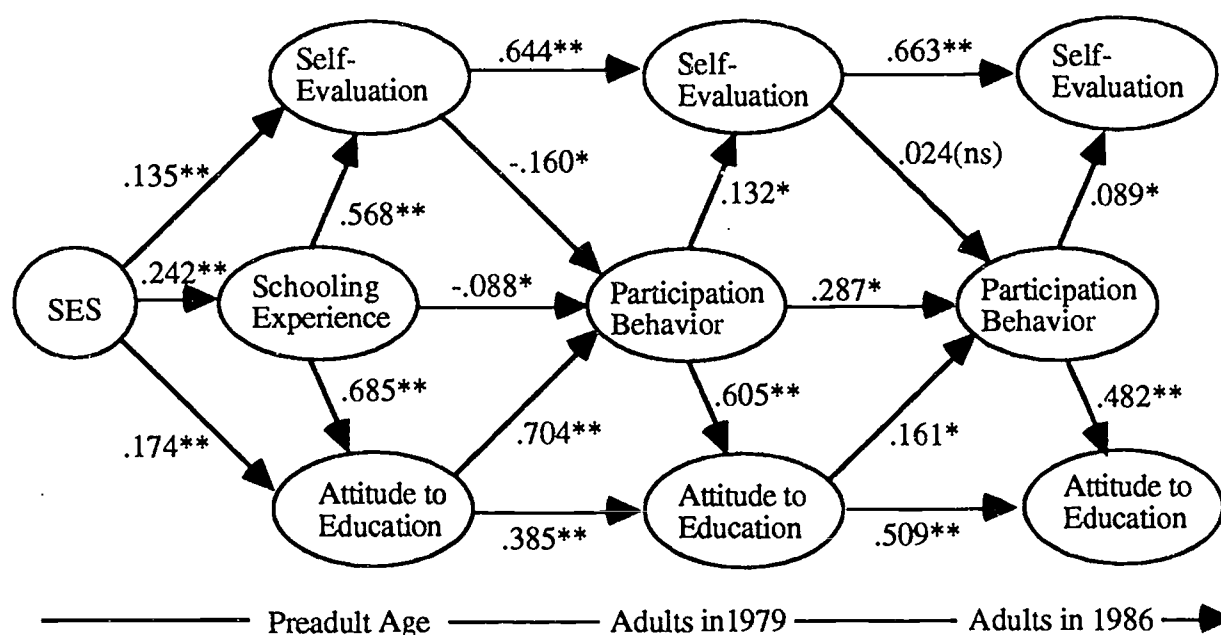 Self-
Evaluation
.644**
Self-
Evaluation
.663**
Self-
Evaluation
.135**
.568**
-.160*
.132*
.024(ns)
.089*
SES
.242**
Schooling
Experience
-.088*
Participation
Behavior
.287*
Participation
Behavior
.174**
.685**
.704**
.605**
.161*
.482**
Attitude to
Education
.385**
Attitude to
Education
.509**
Attitude to
Education
Preadult Age
Adults in1979
Adults in 1986